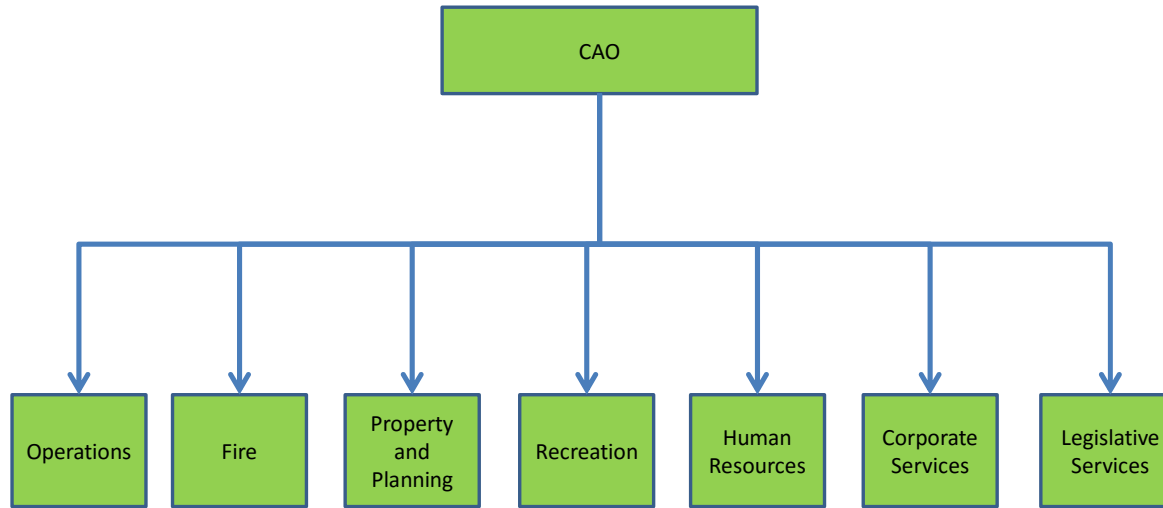 CAO
Operations
Fire
Property
and
Planning
Recreation
Human
Resources
Corporate
Services
Legislative
Services